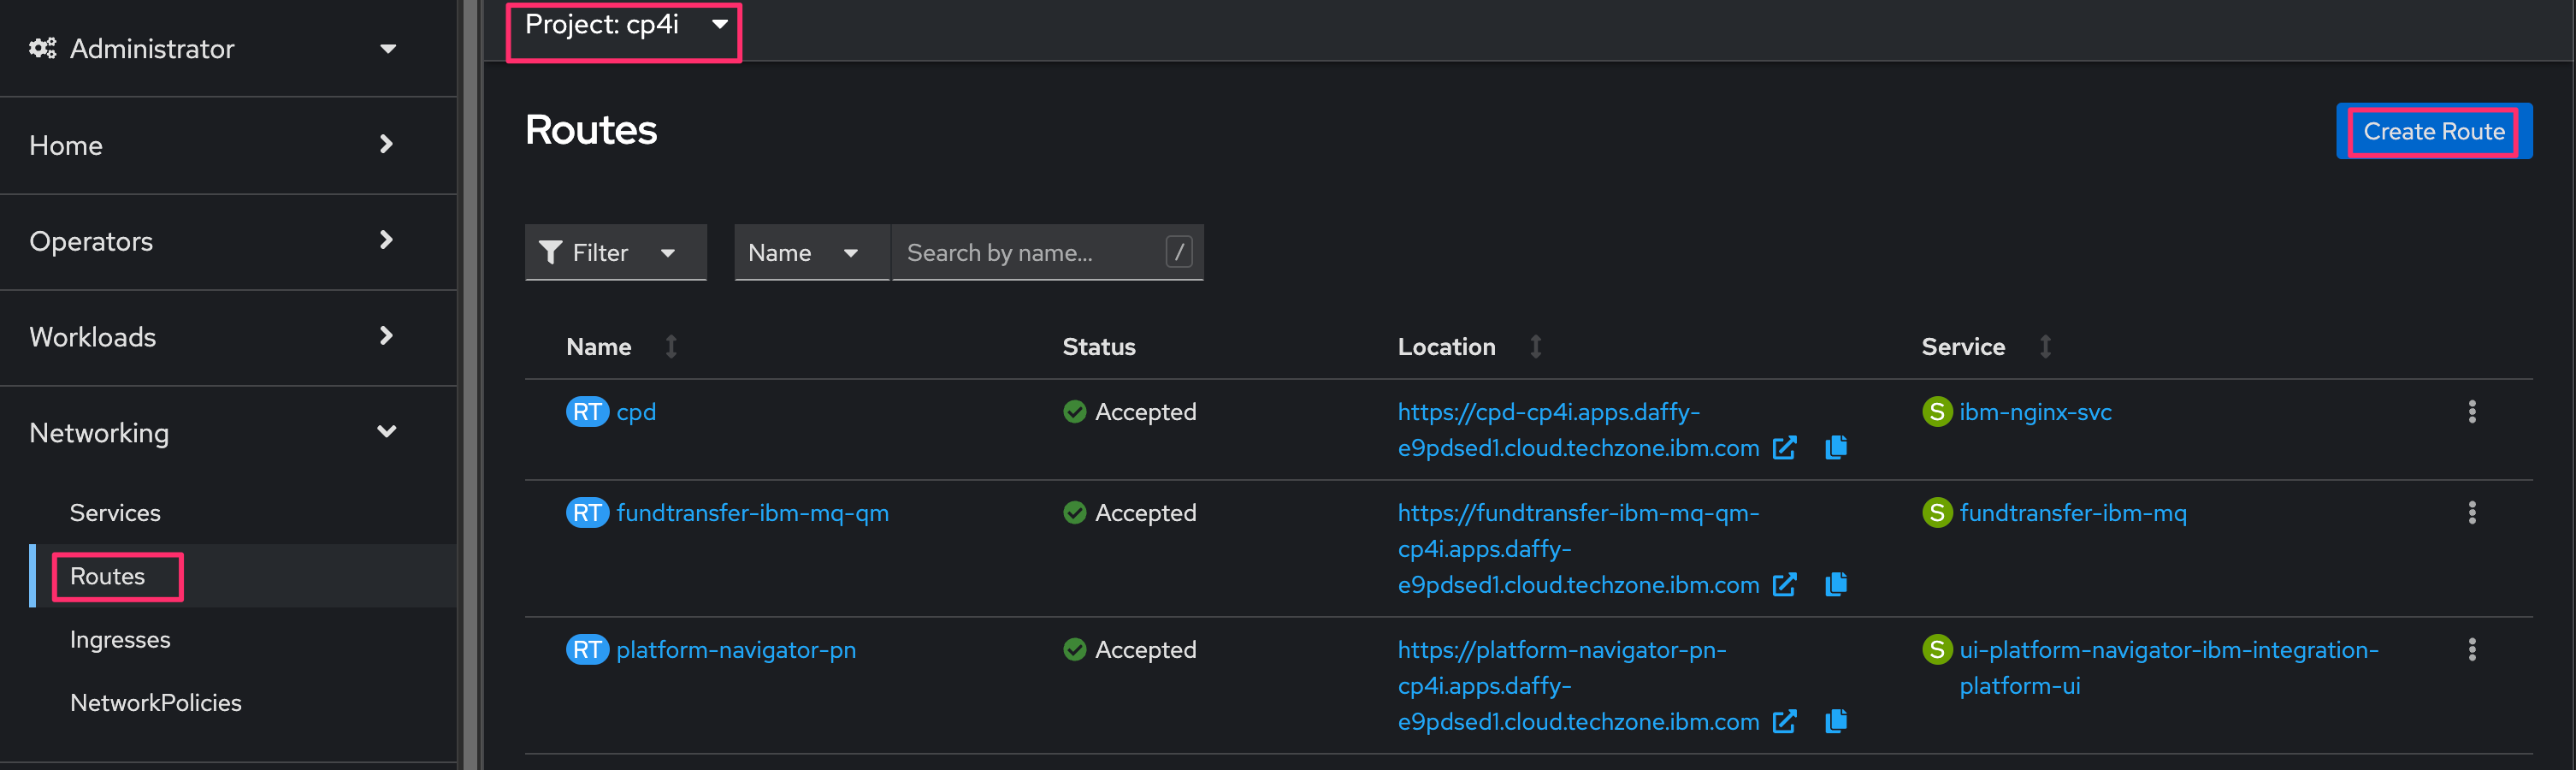 Administrator
Home
Operators
Workloads
Networking
Services
Routes
Ingresses
NetworkPolicies
Project: cp4i
Routes
Create Route
Filter
Name
Search by name...
/
Name Status Location Service
RT cpd Accepted https://cpd-cp4i.apps.daffy- S ibm-nginx-svc
e9pdsed1.cloud.techzone.ibm.com
RT fundtransfer-ibm-mq-qm Accepted https://fundtransfer-ibm-mq-qm- S fundtransfer-ibm-mq
cp4i.apps.daffy-
e9pdsed1.cloud.techzone.ibm.com
RT platform-navigator-pn Accepted https://platform-navigator-pn- S ui-platform-navigator-ibm-integration-
cp4i.apps.daffy- platform-ui
e9pdsed1.cloud.techzone.ibm.com